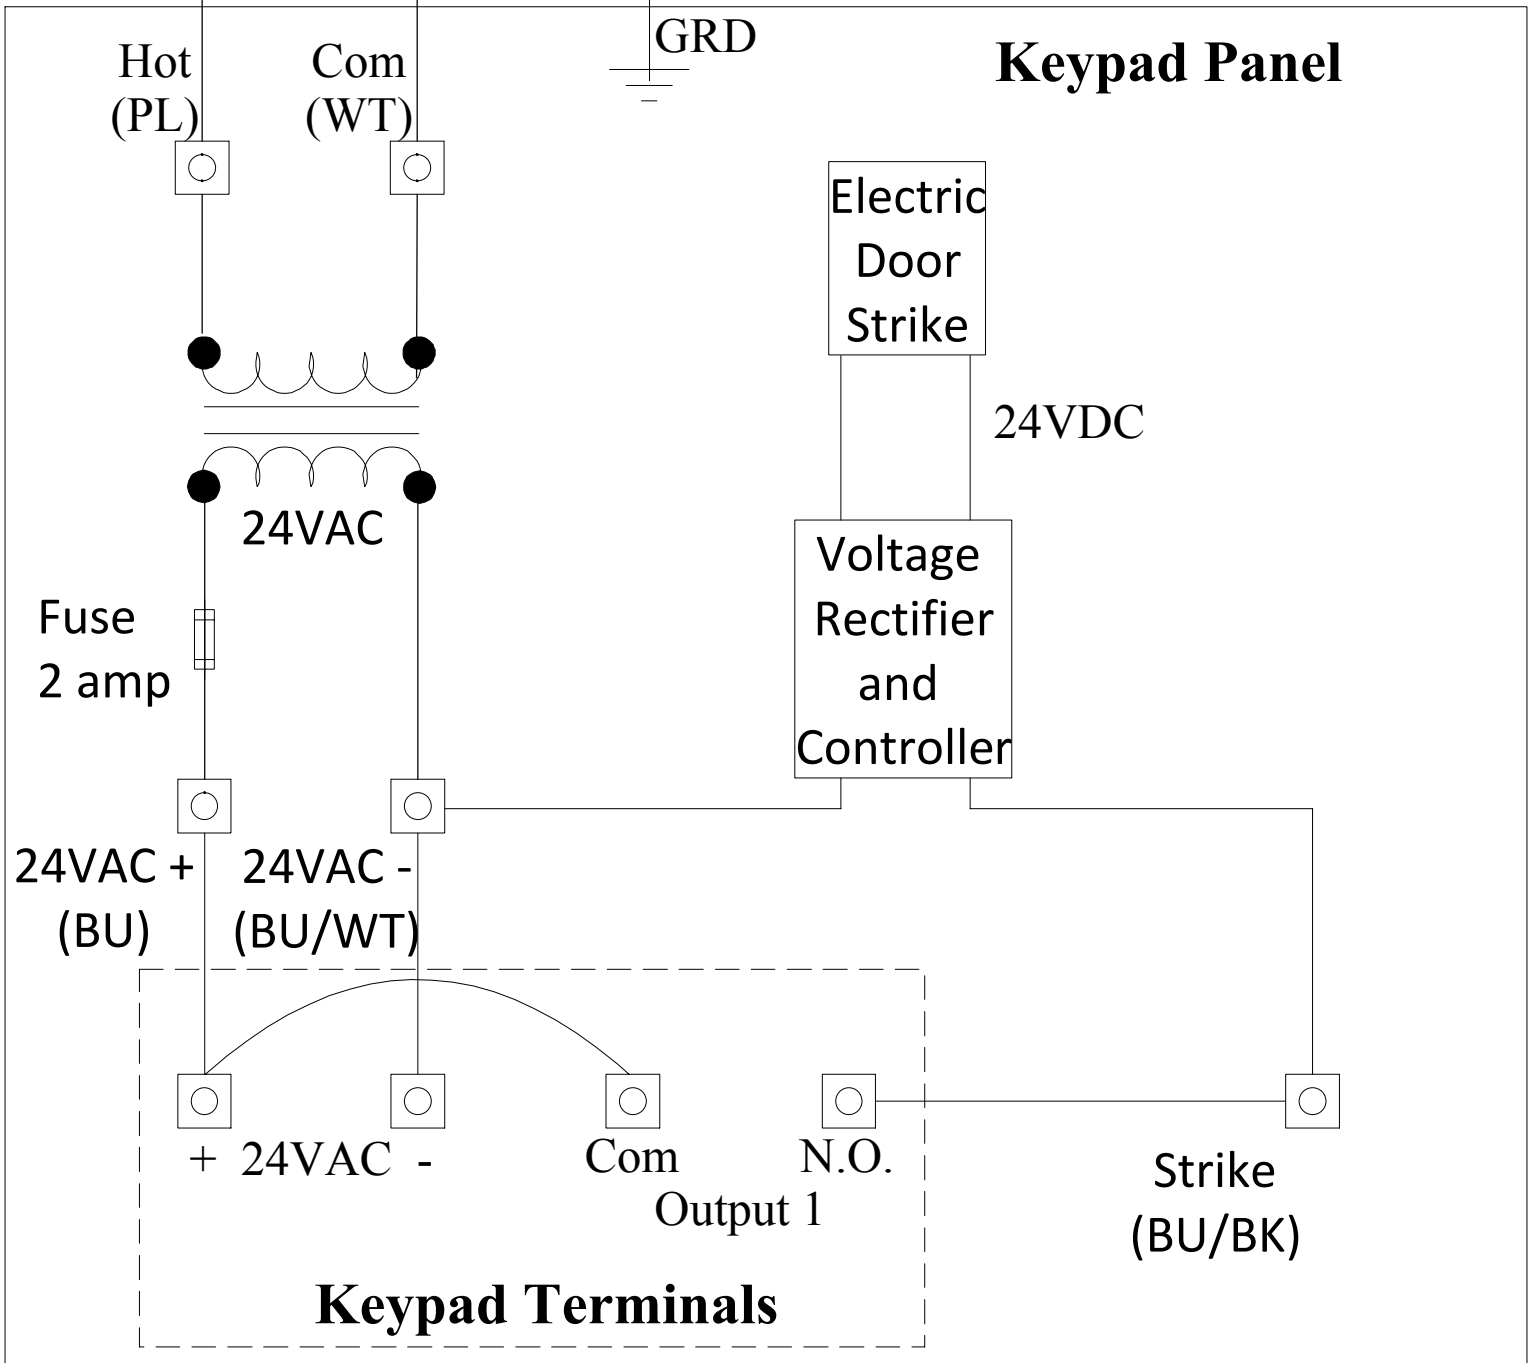 GRD
Keypad Panel
Hot
(PL)
Com
(WT)
Electric
Door
Strike
24VDC
24VAC
Voltage
Rectifier
and
Controller
Fuse
2 amp
24VAC +
(BU)
24VAC -
(BU/WT)
+ 24VAC -
Com
N.O.
Output 1
Strike
(BU/BK)
Keypad Terminals